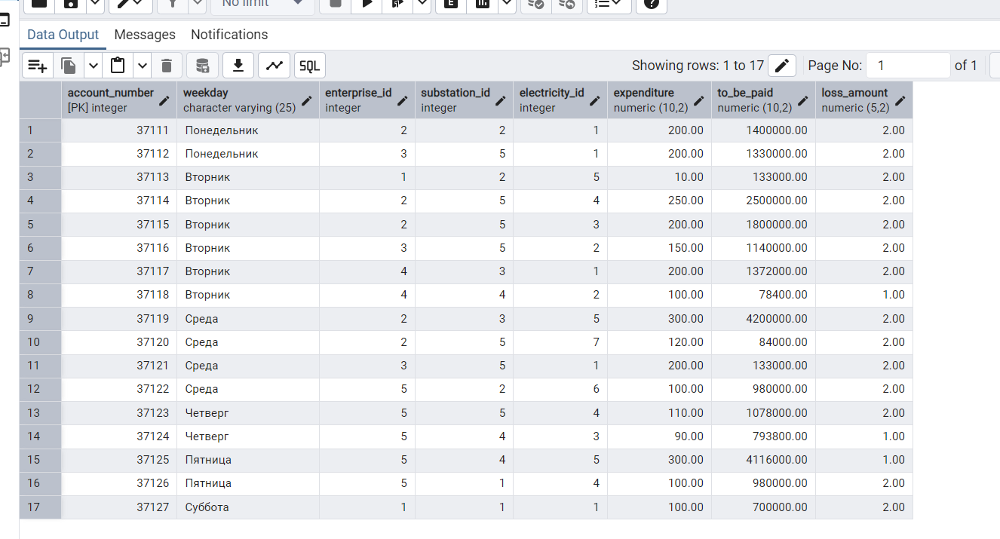 No limit
Data Output Messages Notifications
SQL Showing rows: 1 to 17 Page No: 1 of 1
account_number weekday enterprise_id substation_id electricity_id expenditure to_be_paid loss_amount
[PK] integer character varying (25) integer integer integer numeric (10,2) numeric (10,2) numeric (5,2)
1 37111 Понедельник 2 2 1 200.00 1400000.00 2.00
2 37112 Понедельник 3 5 1 200.00 1330000.00 2.00
3 37113 Вторник 1 2 5 10.00 133000.00 2.00
4 37114 Вторник 2 5 4 250.00 2500000.00 2.00
5 37115 Вторник 2 5 3 200.00 1800000.00 2.00
6 37116 Вторник 3 5 2 150.00 1140000.00 2.00
7 37117 Вторник 4 3 1 200.00 1372000.00 2.00
8 37118 Вторник 4 4 2 100.00 78400.00 1.00
9 37119 Среда 2 3 5 300.00 4200000.00 2.00
10 37120 Среда 2 5 7 120.00 84000.00 2.00
11 37121 Среда 3 5 1 200.00 133000.00 2.00
12 37122 Среда 5 2 6 100.00 980000.00 2.00
13 37123 Четверг 5 5 4 110.00 1078000.00 2.00
14 37124 Четверг 5 4 3 90.00 793800.00 1.00
15 37125 Пятница 5 4 5 300.00 4116000.00 1.00
16 37126 Пятница 5 1 4 100.00 980000.00 2.00
17 37127 Суббота 1 1 1 100.00 700000.00 2.00